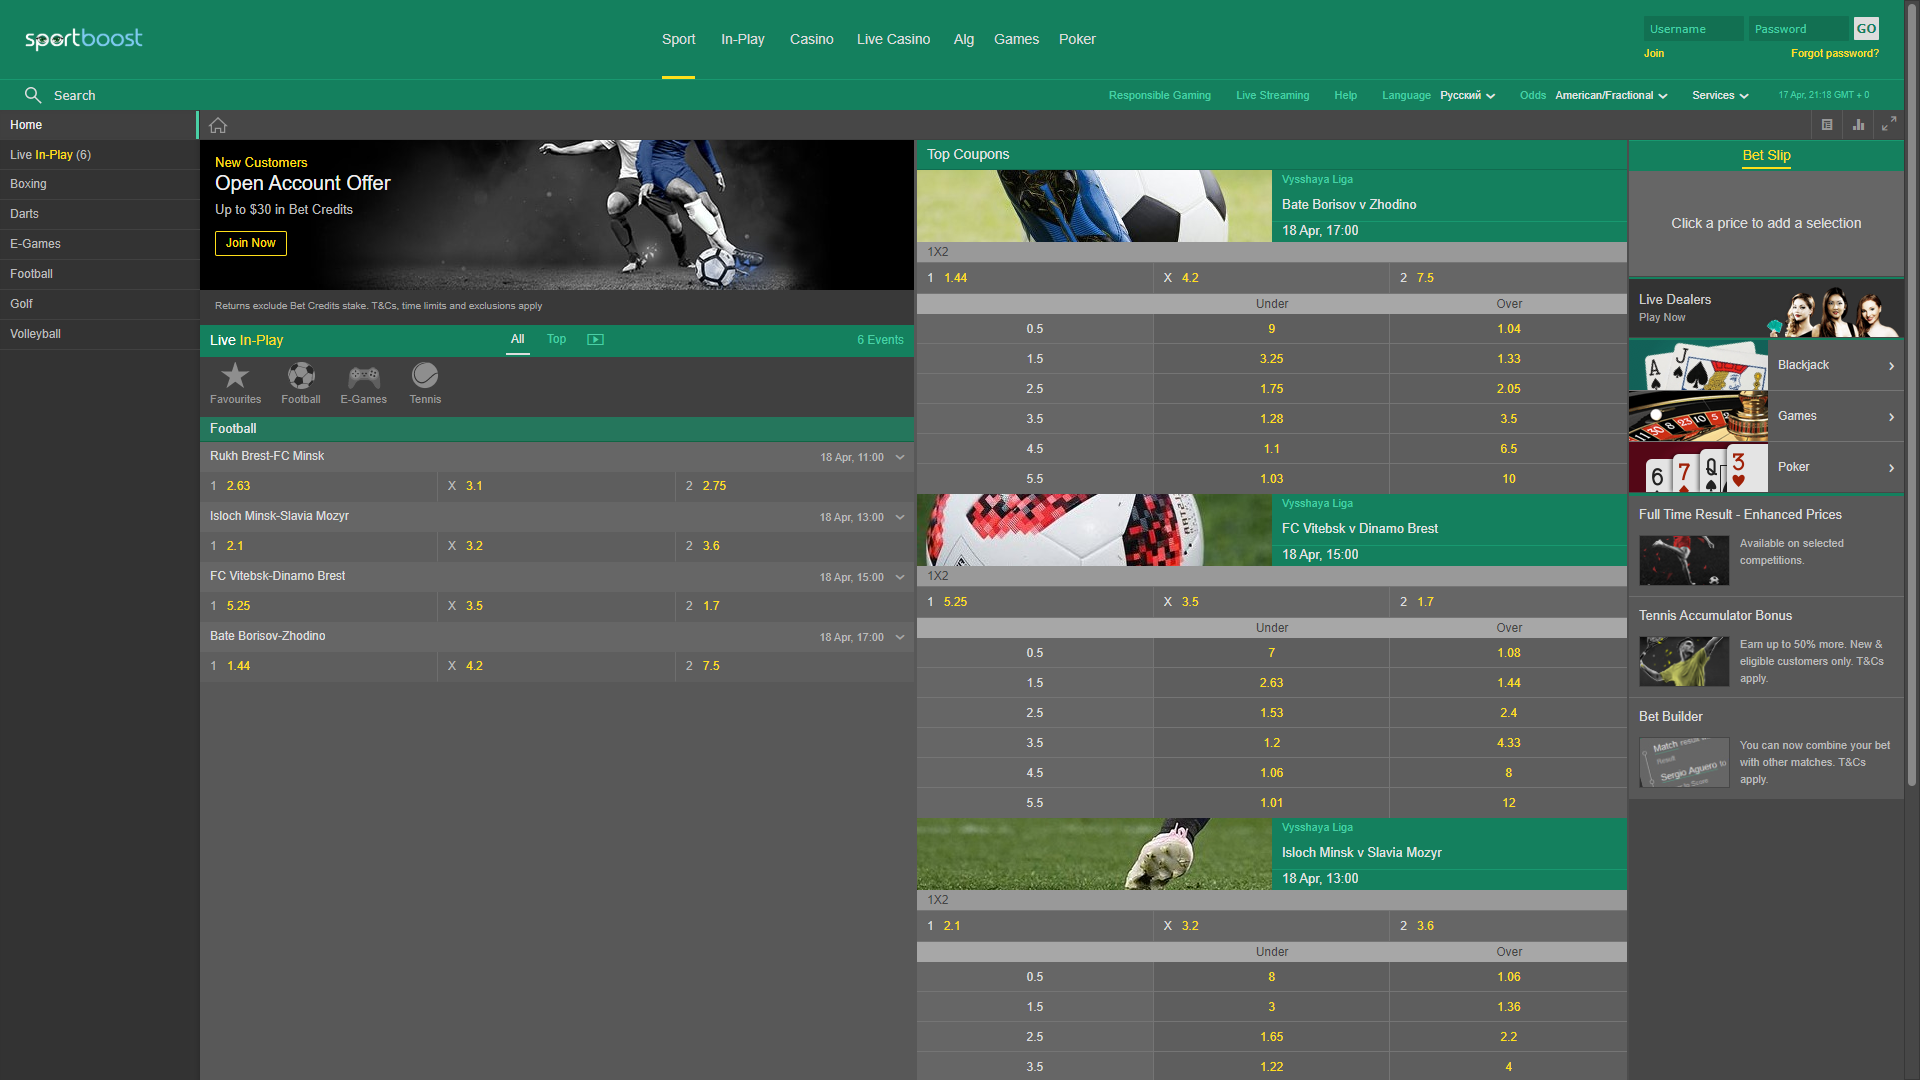 sportboost
Sport In-Play Casino Live Casino Alg Games Poker
Username Password GO
Join Forgot password?
Search
Responsible Gaming Live Streaming Help Language Русский Odds American/Fractional Services 17 Apr, 21:18 GMT + 0
Home
Live In-Play (6)
Boxing
Darts
E-Games
Football
Golf
Volleyball
New Customers
Open Account Offer
Up to $30 in Bet Credits
Join Now
Returns exclude Bet Credits stake. T&Cs, time limits and exclusions apply
Live In-Play All Top 6 Events
Favourites Football E-Games Tennis
Football
Rukh Brest-FC Minsk 18 Apr, 11:00
1 2.63 X 3.1 2 2.75
Isloch Minsk-Slavia Mozyr 18 Apr, 13:00
1 2.1 X 3.2 2 3.6
FC Vitebsk-Dinamo Brest 18 Apr, 15:00
1 5.25 X 3.5 2 1.7
Bate Borisov-Zhodino 18 Apr, 17:00
1 1.44 X 4.2 2 7.5
Top Coupons
Vysshaya Liga
Bate Borisov v Zhodino
18 Apr, 17:00
1X2
1 1.44 X 4.2 2 7.5
Under Over
0.5 9 1.04
1.5 3.25 1.33
2.5 1.75 2.05
3.5 1.28 3.5
4.5 1.1 6.5
5.5 1.03 10
Vysshaya Liga
FC Vitebsk v Dinamo Brest
18 Apr, 15:00
1X2
1 5.25 X 3.5 2 1.7
Under Over
0.5 7 1.08
1.5 2.63 1.44
2.5 1.53 2.4
3.5 1.2 4.33
4.5 1.06 8
5.5 1.01 12
Vysshaya Liga
Isloch Minsk v Slavia Mozyr
18 Apr, 13:00
1X2
1 2.1 X 3.2 2 3.6
Under Over
0.5 8 1.06
1.5 3 1.36
2.5 1.65 2.2
3.5 1.22 4
Bet Slip
Click a price to add a selection
Live Dealers
Play Now
A J
Blackjack
11 30 8 23 10 5
Games
6 7 Q 3
Poker
Full Time Result - Enhanced Prices
Available on selected
competitions.
Tennis Accumulator Bonus
Earn up to 50% more. New &
eligible customers only. T&Cs
apply.
Bet Builder
Match result
Result
Sergio Aguero to
to Score
You can now combine your bet
with other matches. T&Cs
apply.